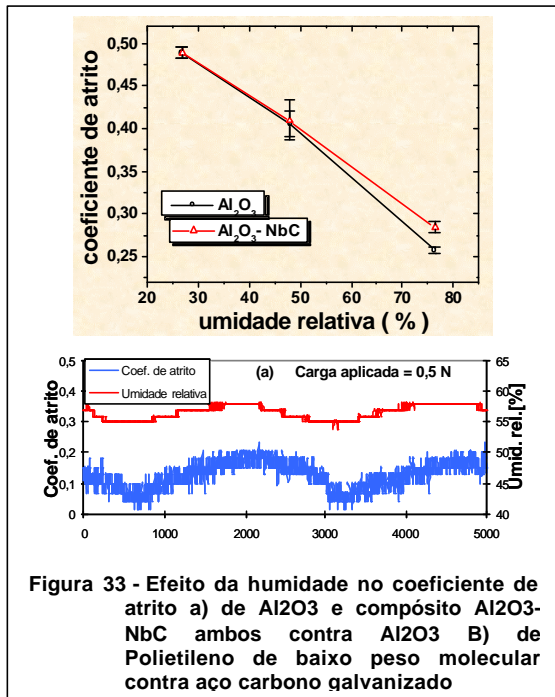 0,50
0,45
0,40
0,35
0,30
0,25
coeficiente de atrito
Al2O3
Al2O3- NbC
20 30 40 50 60 70 80
umidade relativa ( % )
Coef. de atrito
Umidade relativa
(a) Carga aplicada = 0,5 N
0,5
0,4
0,3
0,2
0,1
0
Coef. de atrito
65
60
55
50
45
40
Umid.rel.[%]
0 1000 2000 3000 4000 5000
Figura 33 - Efeito da humidade no coeficiente de
atrito a) de Al2O3 e compósito Al2O3-
NbC ambos contra Al2O3 B) de
Polietileno de baixo peso molecular
contra aço carbono galvanizado